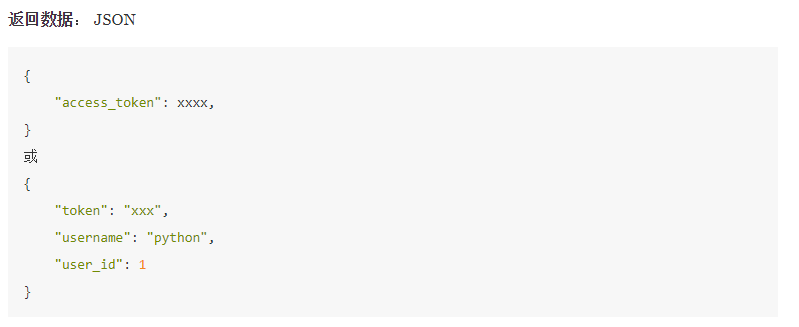 返回数据： JSON
{
    "access_token": xxxx,
}
或
{
    "token": "xxx",
    "username": "python",
    "user_id": 1
}